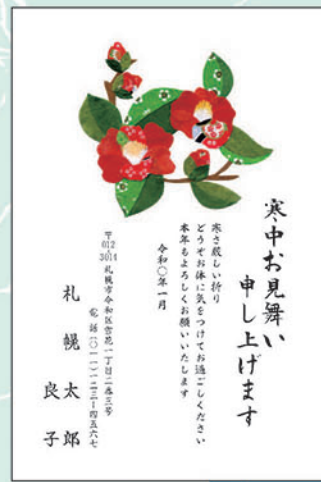 寒中お見舞い
申し上げます
寒さ厳しい折り
どうぞお体に気をつけてお過ごしください
本年もよろしくお願いいたします
令和〇年一月
〒012-3014 札幌市令和区雪花一丁目二番三号
電話(〇一一)一二三-四五六七
札幌太郎
良子